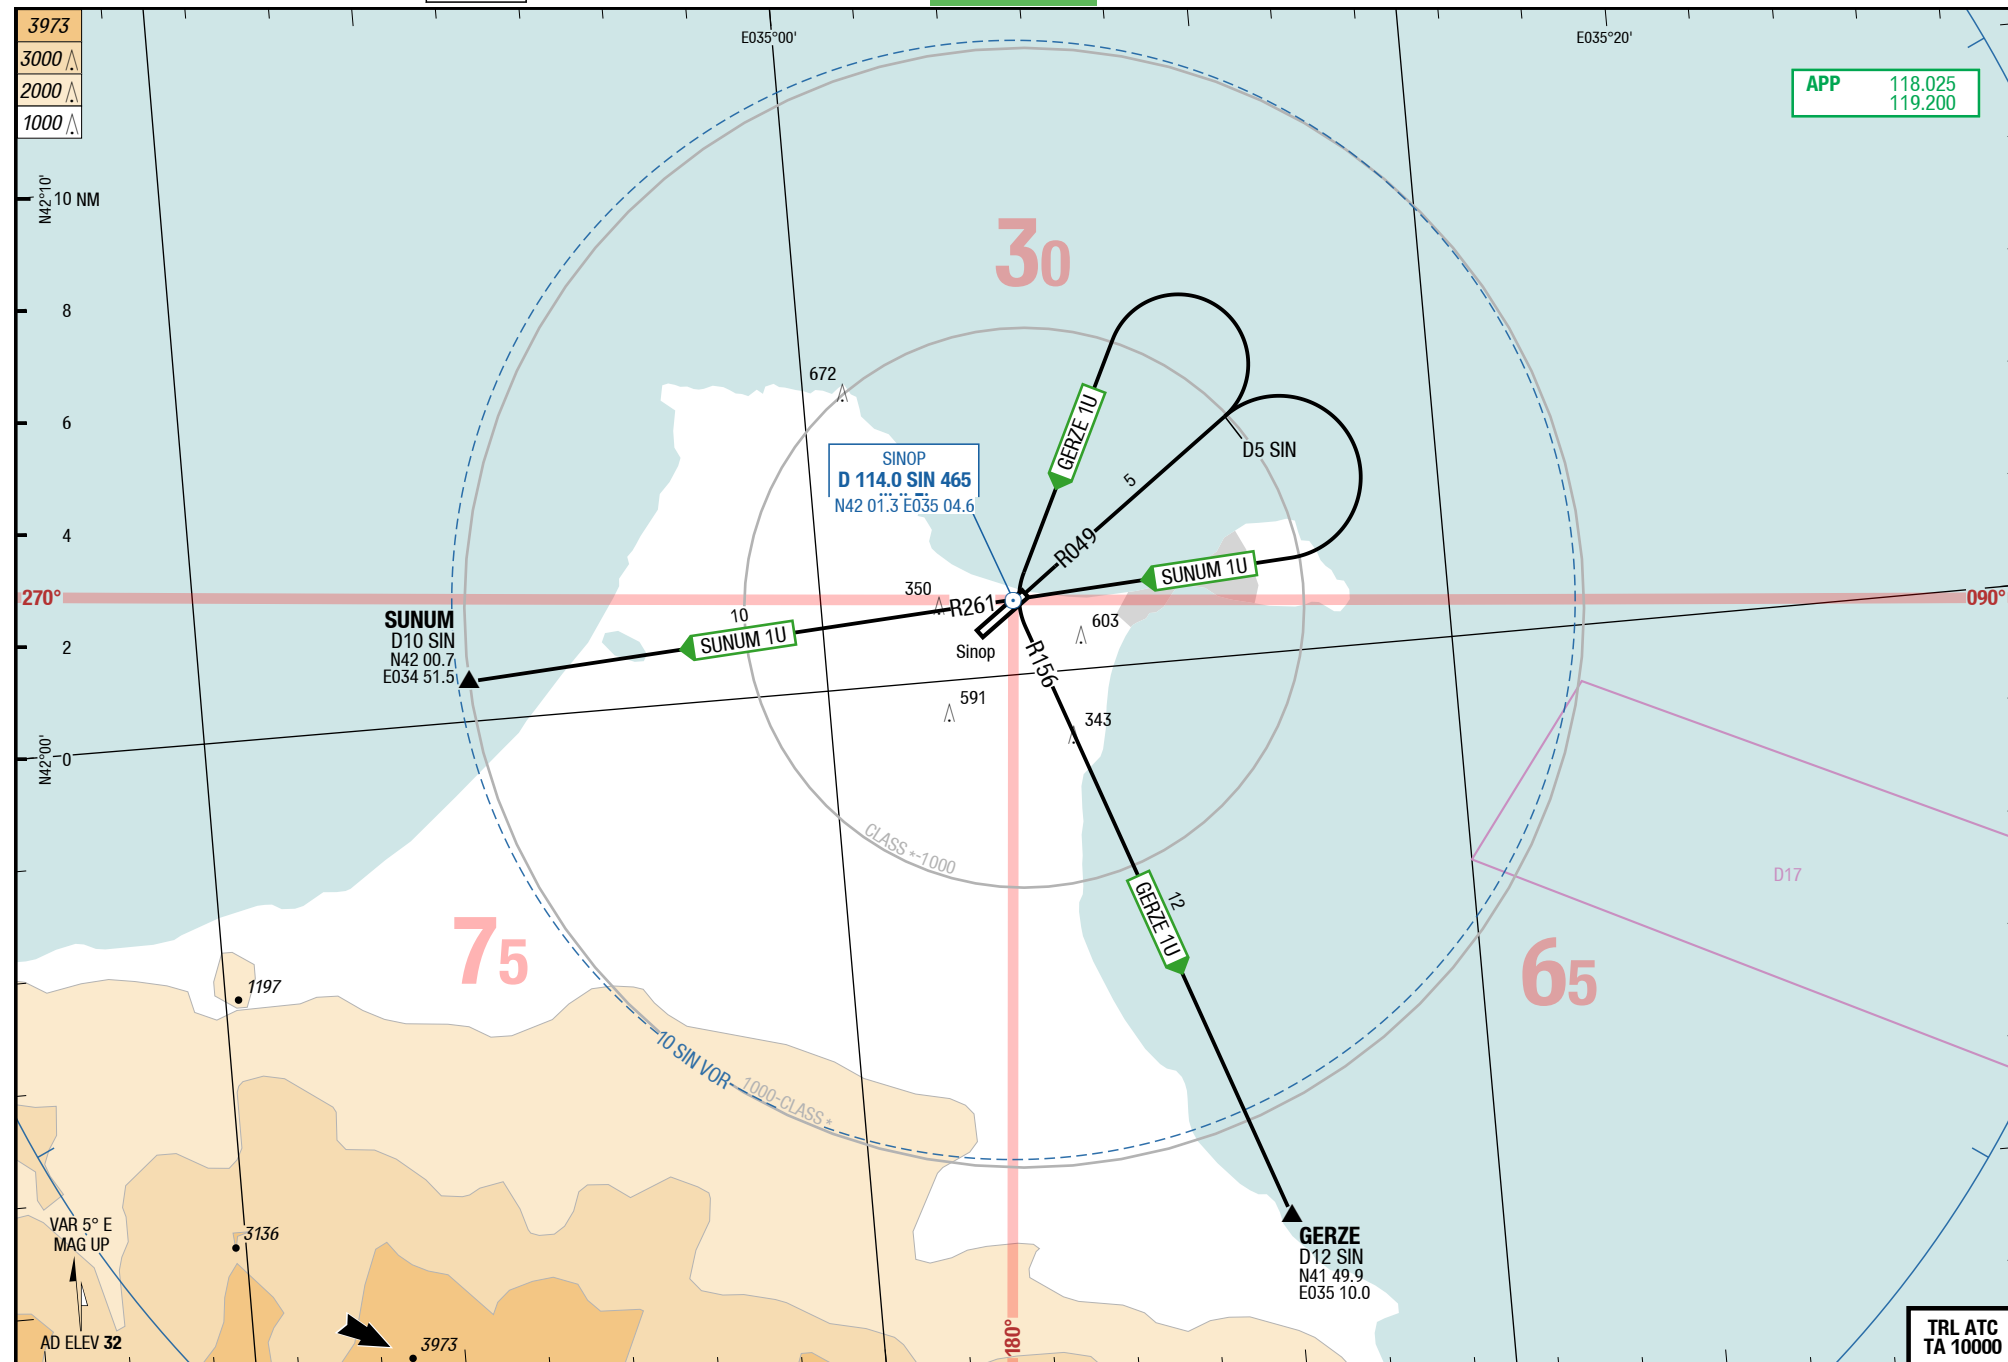 3973
3000
2000
1000
E035°00'
E035°20'
APP 118.025
119.200
N42°10'
10 NM
8
6
4
2
0
N42°00'
30
672
GERZE 1U
D5 SIN
5
R049
SINOP
D 114.0 SIN 465
N42 01.3 E035 04.6
SUNUM 1U
270°
090°
350
R261
10
SUNUM 1U
SUNUM
D10 SIN
N42 00.7
E034 51.5
603
Sinop
R156
591
343
CLASS *-1000
D17
12
GERZE 1U
75
65
1197
10 SIN VOR
1000-CLASS *
VAR 5° E
MAG UP
3136
GERZE
D12 SIN
N41 49.9
E035 10.0
180°
AD ELEV 32
3973
TRL ATC
TA 10000